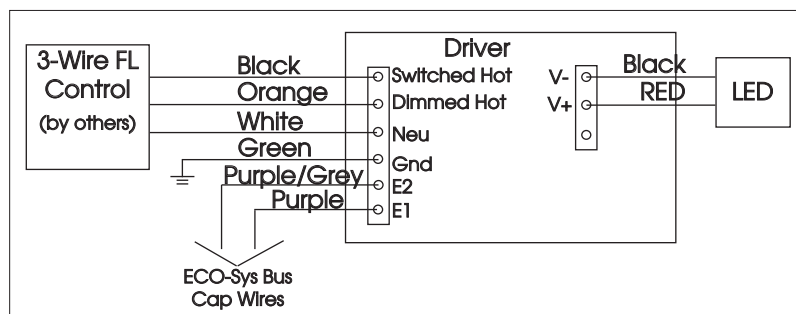 3-Wire FL
Control
(by others)
Black
Orange
White
Green
Purple/Grey
Purple
ECO-Sys Bus
Cap Wires
Driver
Switched Hot
Dimmed Hot
Neu
Gnd
E2
E1
V-
V+
Black
RED
LED